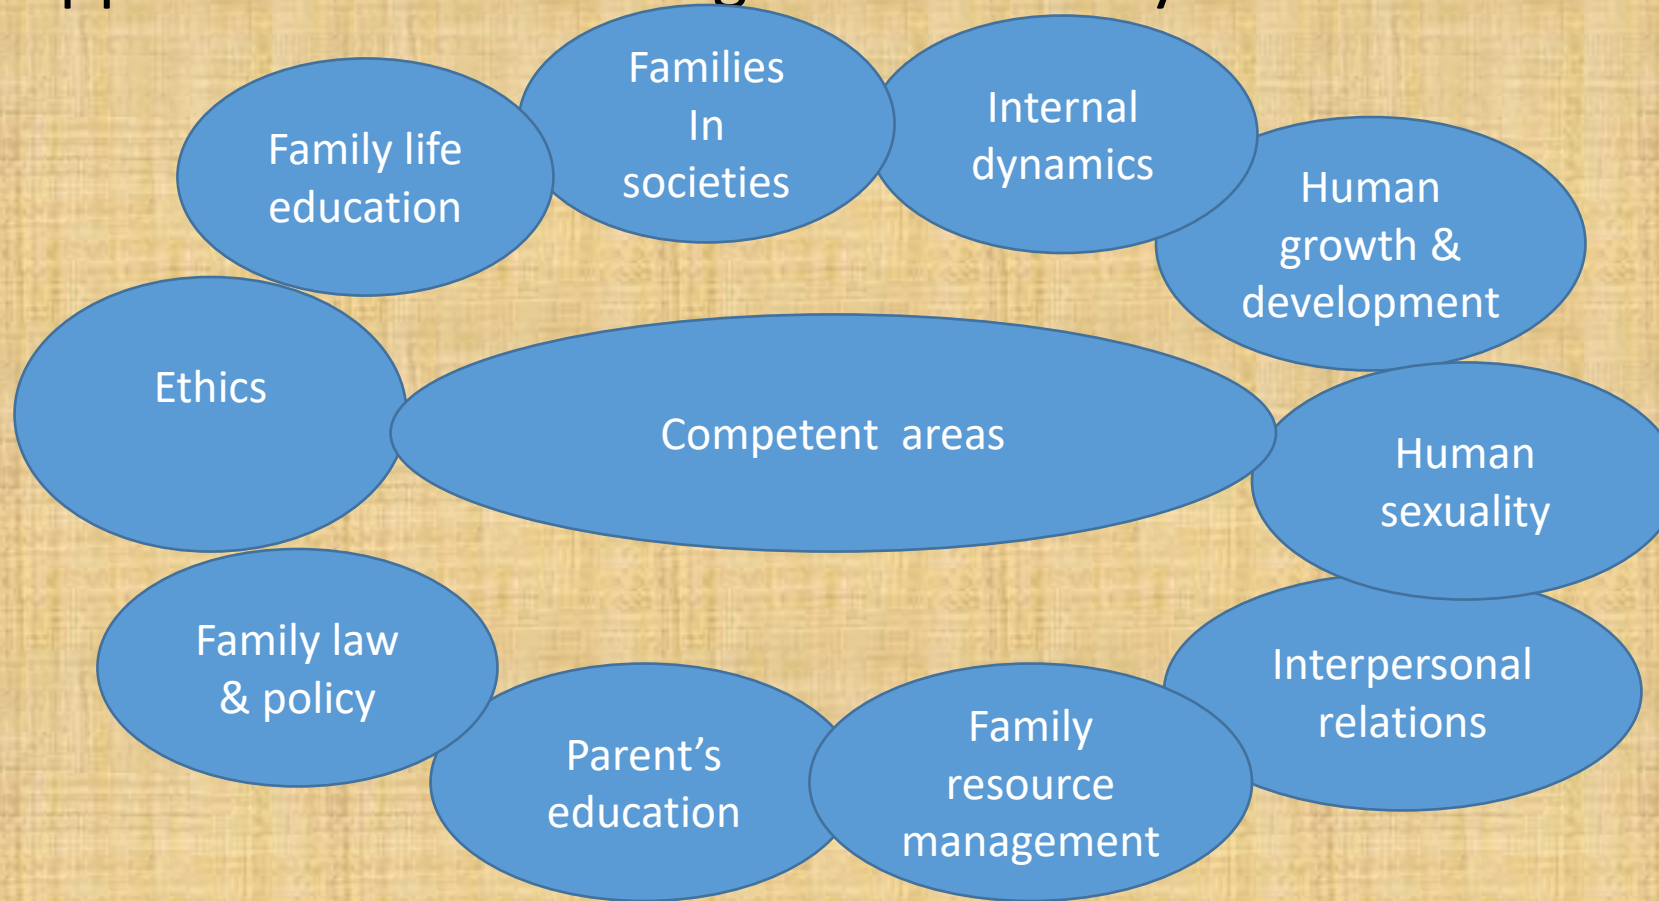 Families
In
societies
Internal
dynamics
Human
growth &
development
Human
sexuality
Interpersonal
relations
Family
resource
management
Parent’s
education
Family law
& policy
Ethics
Family life
education
Competent areas